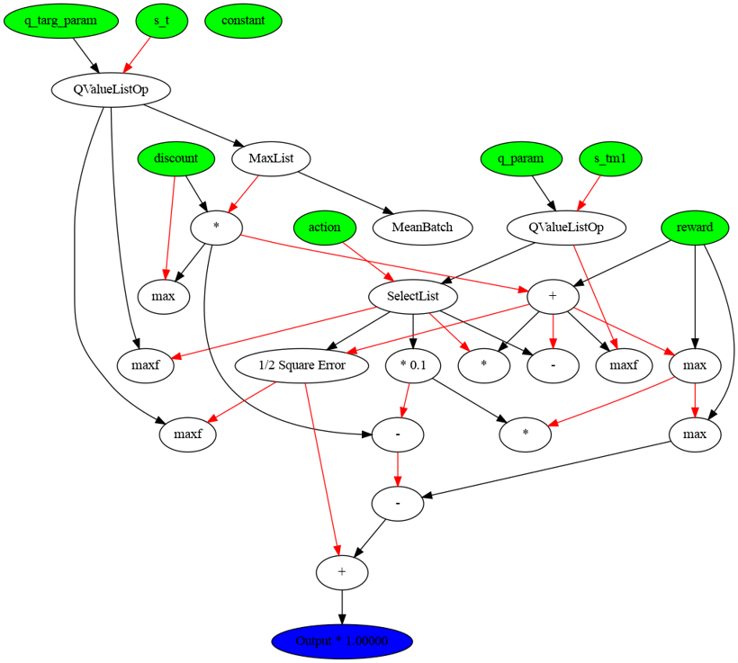 q_targ_param s_t constant
QValueListOp
discount MaxList q_param s_tm1
* action MeanBatch QValueListOp reward
max SelectList +
maxf 1/2 Square Error * 0.1 * - maxf max
maxf - * max
-
+
Output * 1.00000